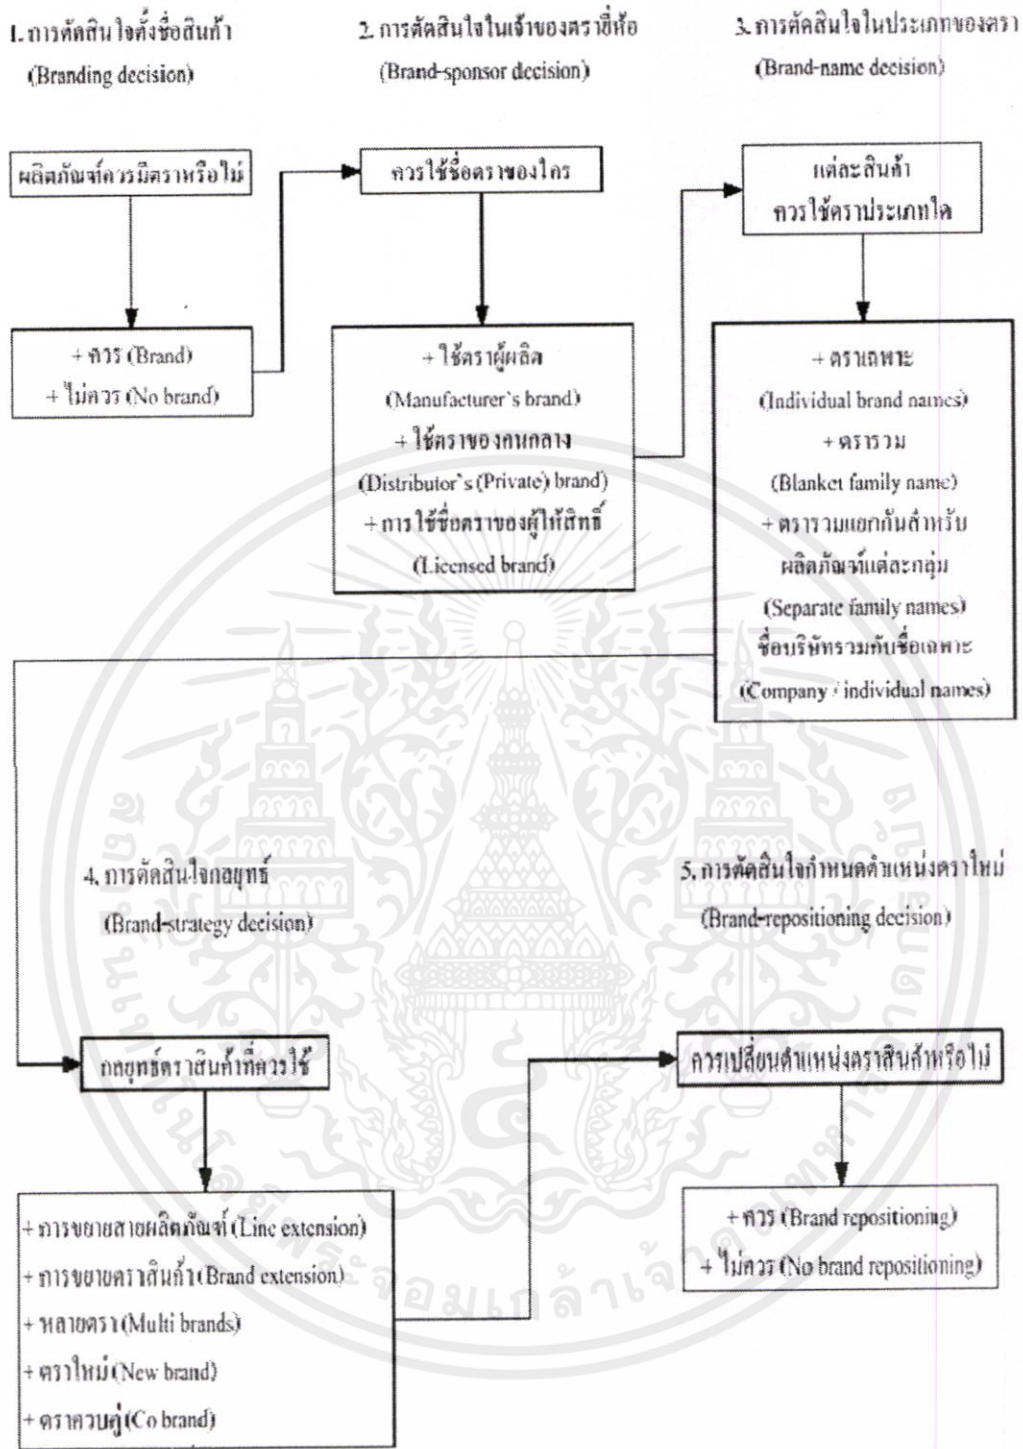 1. การตัดสินใจตั้งชื่อสินค้า
(Branding decision)
2. การตัดสินใจในเจ้าของตรายี่ห้อ
(Brand-sponsor decision)
3. การตัดสินใจในประเภทของตรา
(Brand-name decision)
ผลิตภัณฑ์ควรมีตราหรือไม่
ควรใช้ชื่อตราของใคร
แต่ละสินค้า
ควรใช้ตราประเภทใด
+ ควร (Brand)
+ ไม่ควร (No brand)
+ ใช้ตราผู้ผลิต
(Manufacturer`s brand)
+ ใช้ตราของคนกลาง
(Distributor`s (Private) brand)
+ การใช้ชื่อตราของผู้ให้สิทธิ์
(Licensed brand)
+ ตราเฉพาะ
(Individual brand names)
+ ตรารวม
(Blanket family name)
+ ตรารวมแยกกันสำหรับ
ผลิตภัณฑ์แต่ละกลุ่ม
(Separate family names)
ชื่อบริษัทรวมกับชื่อเฉพาะ
(Company / individual names)
4. การตัดสินใจกลยุทธ์
(Brand-strategy decision)
5. การตัดสินใจกำหนดตำแหน่งตราใหม่
(Brand-repositioning decision)
กลยุทธ์ตราสินค้าที่ควรใช้
ควรเปลี่ยนตำแหน่งตราสินค้าหรือไม่
+ การขยายสายผลิตภัณฑ์ (Line extension)
+ การขยายตราสินค้า (Brand extension)
+ หลายตรา (Multi brands)
+ ตราใหม่ (New brand)
+ ตราควบคู่ (Co brand)
+ ควร (Brand repositioning)
+ ไม่ควร (No brand repositioning)